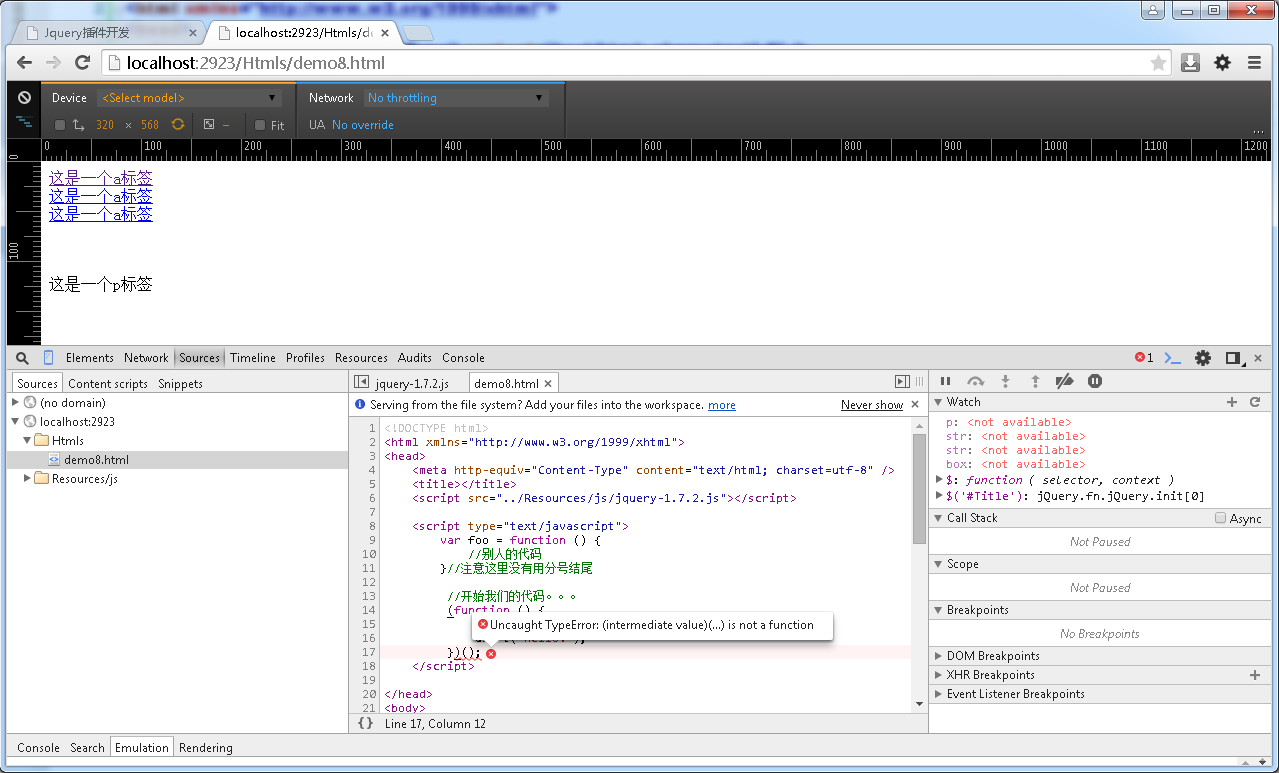 Jquery插件开发
localhost:2923/Htmls/de
localhost:2923/Htmls/demo8.html
Device <Select model> Network No throttling
320 × 568 Fit UA No override
0 100 200 300 400 500 600 700 800 900 1000 1100 1200
0
100
这是一个a标签
这是一个a标签
这是一个a标签
这是一个p标签
Elements Network Sources Timeline Profiles Resources Audits Console 1
Sources Content scripts Snippets
(no domain)
localhost:2923
Htmls
demo8.html
Resources/js
jquery-1.7.2.js demo8.html
Serving from the file system? Add your files into the workspace. more Never show
1 <!DOCTYPE html>
2 <html xmlns="http://www.w3.org/1999/xhtml">
3 <head>
4 <meta http-equiv="Content-Type" content="text/html; charset=utf-8" />
5 <title></title>
6 <script src="../Resources/js/jquery-1.7.2.js"></script>
7
8 <script type="text/javascript">
9 var foo = function () {
10 //别人的代码
11 }//注意这里没有用分号结尾
12
13 //开始我们的代码。。。
14 (function () {
15
Uncaught TypeError: (intermediate value)(...) is not a function
16
17 })();
18 </script>
19
20 </head>
21 <body>
{ } Line 17, Column 12
Watch
p: <not available>
str: <not available>
str: <not available>
box: <not available>
$: function ( selector, context )
$('#Title'): jQuery.fn.jQuery.init[0]
Call Stack Async
Not Paused
Scope
Not Paused
Breakpoints
No Breakpoints
DOM Breakpoints
XHR Breakpoints
Event Listener Breakpoints
Console Search Emulation Rendering